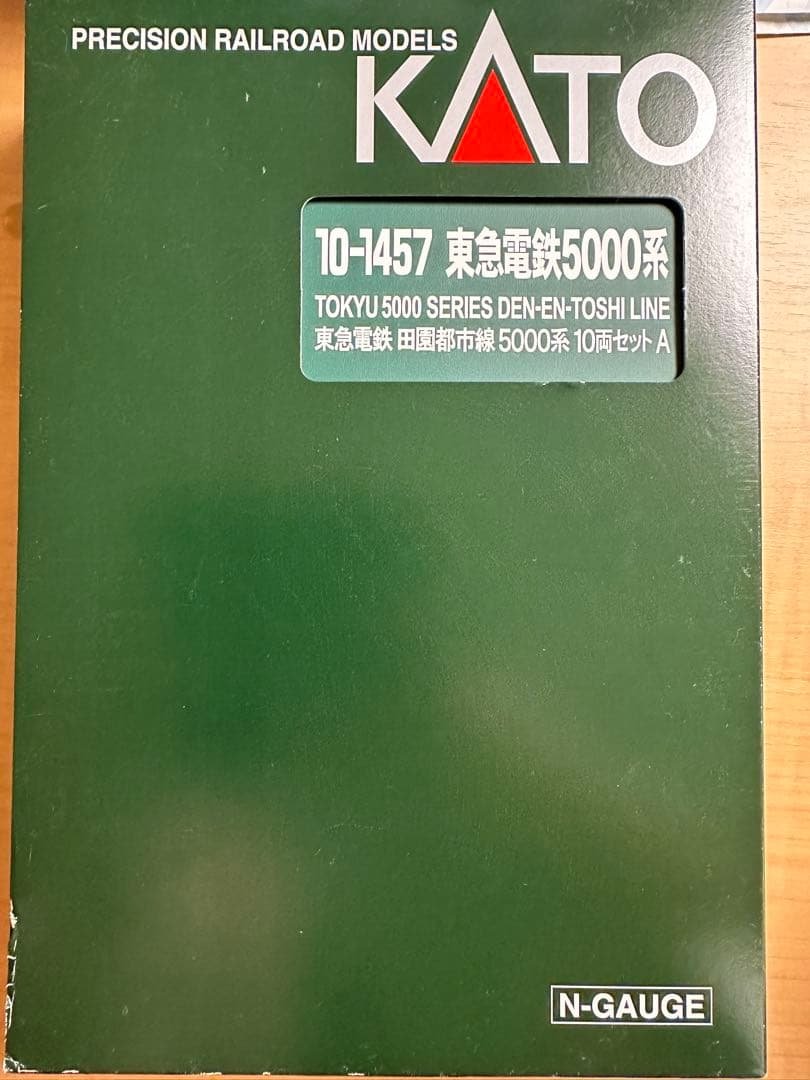 PRECISION RAILROAD MODELS
KATO
10-1457 東急電鉄5000系
TOKYU 5000 SERIES DEN-EN-TOSHI LINE
東急電鉄 田園都市線 5000系 10両セット A
N-GAUGE